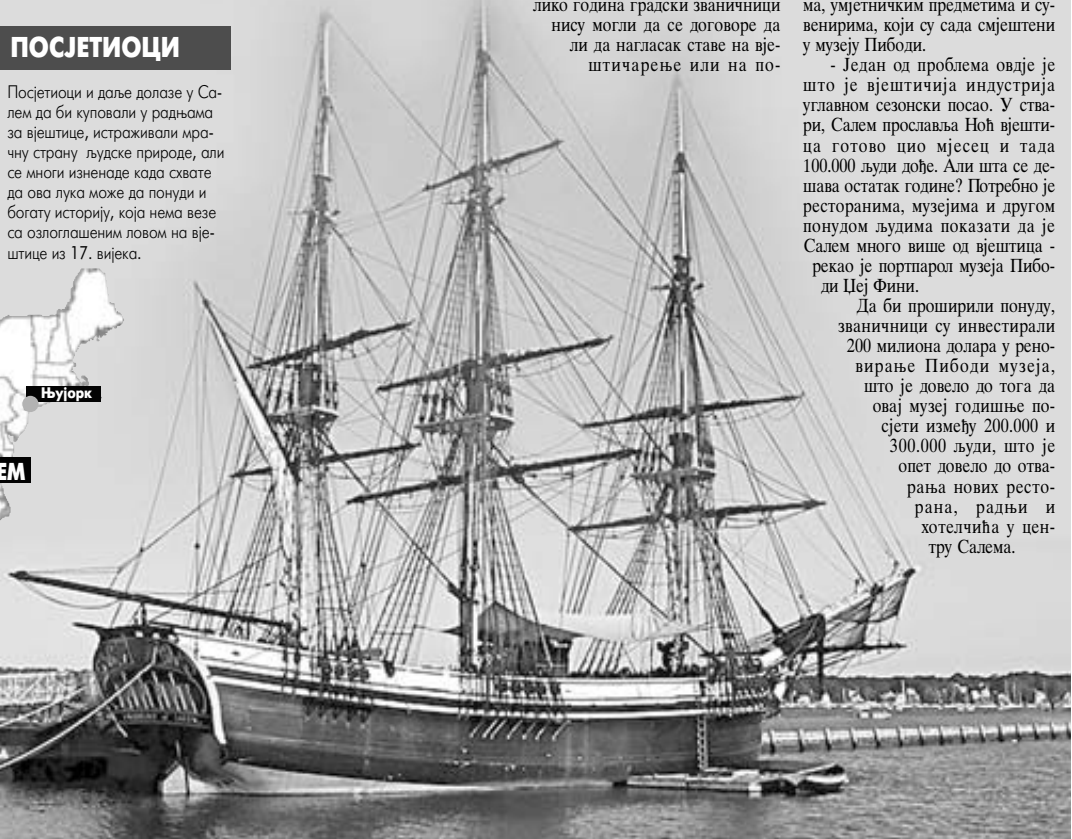 ПОСЈЕТИОЦИ
Посјетиоци и даље долазе у Са-
лем да би куповали у радњама
за вјештице, истраживали мра-
чну страну људске природе, али
се многи изненаде када схвате
да ова лука може да понуди и
богату историју, која нема везе
са озлоглашеним ловом на вје-
штице из 17. вијека.
Њујорк
ЕМ
лико година градски званичници
нису могли да се договоре да
ли да нагласак ставе на вје-
штичарење или на по-
ма, умјетничким предметима и су-
венирима, који су сада смјештени
у музеју Пибоди.
- Један од проблема овдје је
што је вјештичија индустрија
углавном сезонски посао. У ства-
ри, Салем прославља Ноћ вјешти-
ца готово цио мјесец и тада
100.000 људи дође. Али шта се де-
шава остатак године? Потребно је
ресторанима, музејима и другом
понудом људима показати да је
Салем много више од вјештица -
рекао је портпарол музеја Пибо-
ди Џеј Фини.
Да би проширили понуду,
званичници су инвестирали
200 милиона долара у рено-
вирање Пибоди музеја,
што је довело до тога да
овај музеј годишње по-
сјети између 200.000 и
300.000 људи, што је
опет довело до отва-
рања нових ресто-
рана, радњи и
хотелчића у цен-
тру Салема.